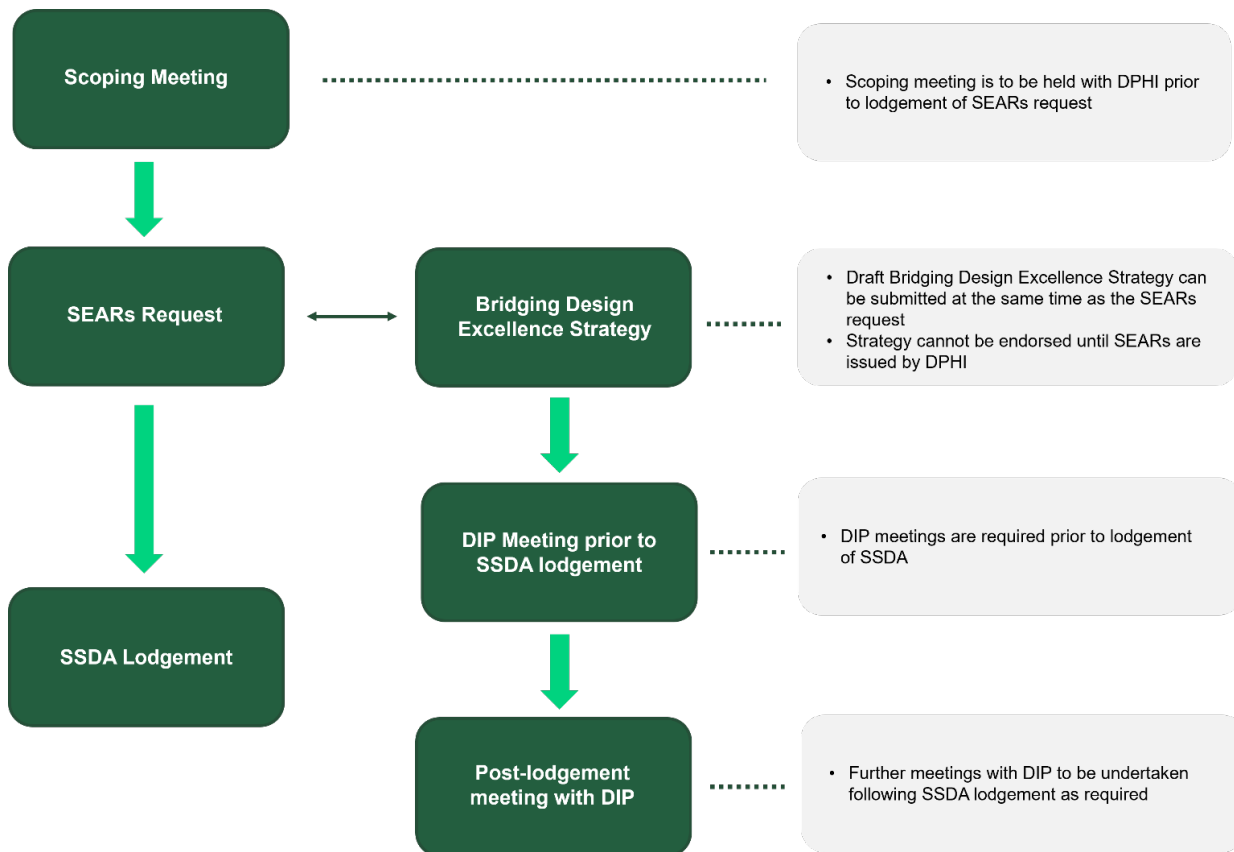 Scoping Meeting
• Scoping meeting is to be held with DPHI prior
to lodgement of SEARs request
SEARs Request
Bridging Design
Excellence Strategy
• Draft Bridging Design Excellence Strategy can
be submitted at the same time as the SEARs
request
• Strategy cannot be endorsed until SEARs are
issued by DPHI
DIP Meeting prior to
SSDA lodgement
• DIP meetings are required prior to lodgement
of SSDA
SSDA Lodgement
Post-lodgement
meeting with DIP
• Further meetings with DIP to be undertaken
following SSDA lodgement as required